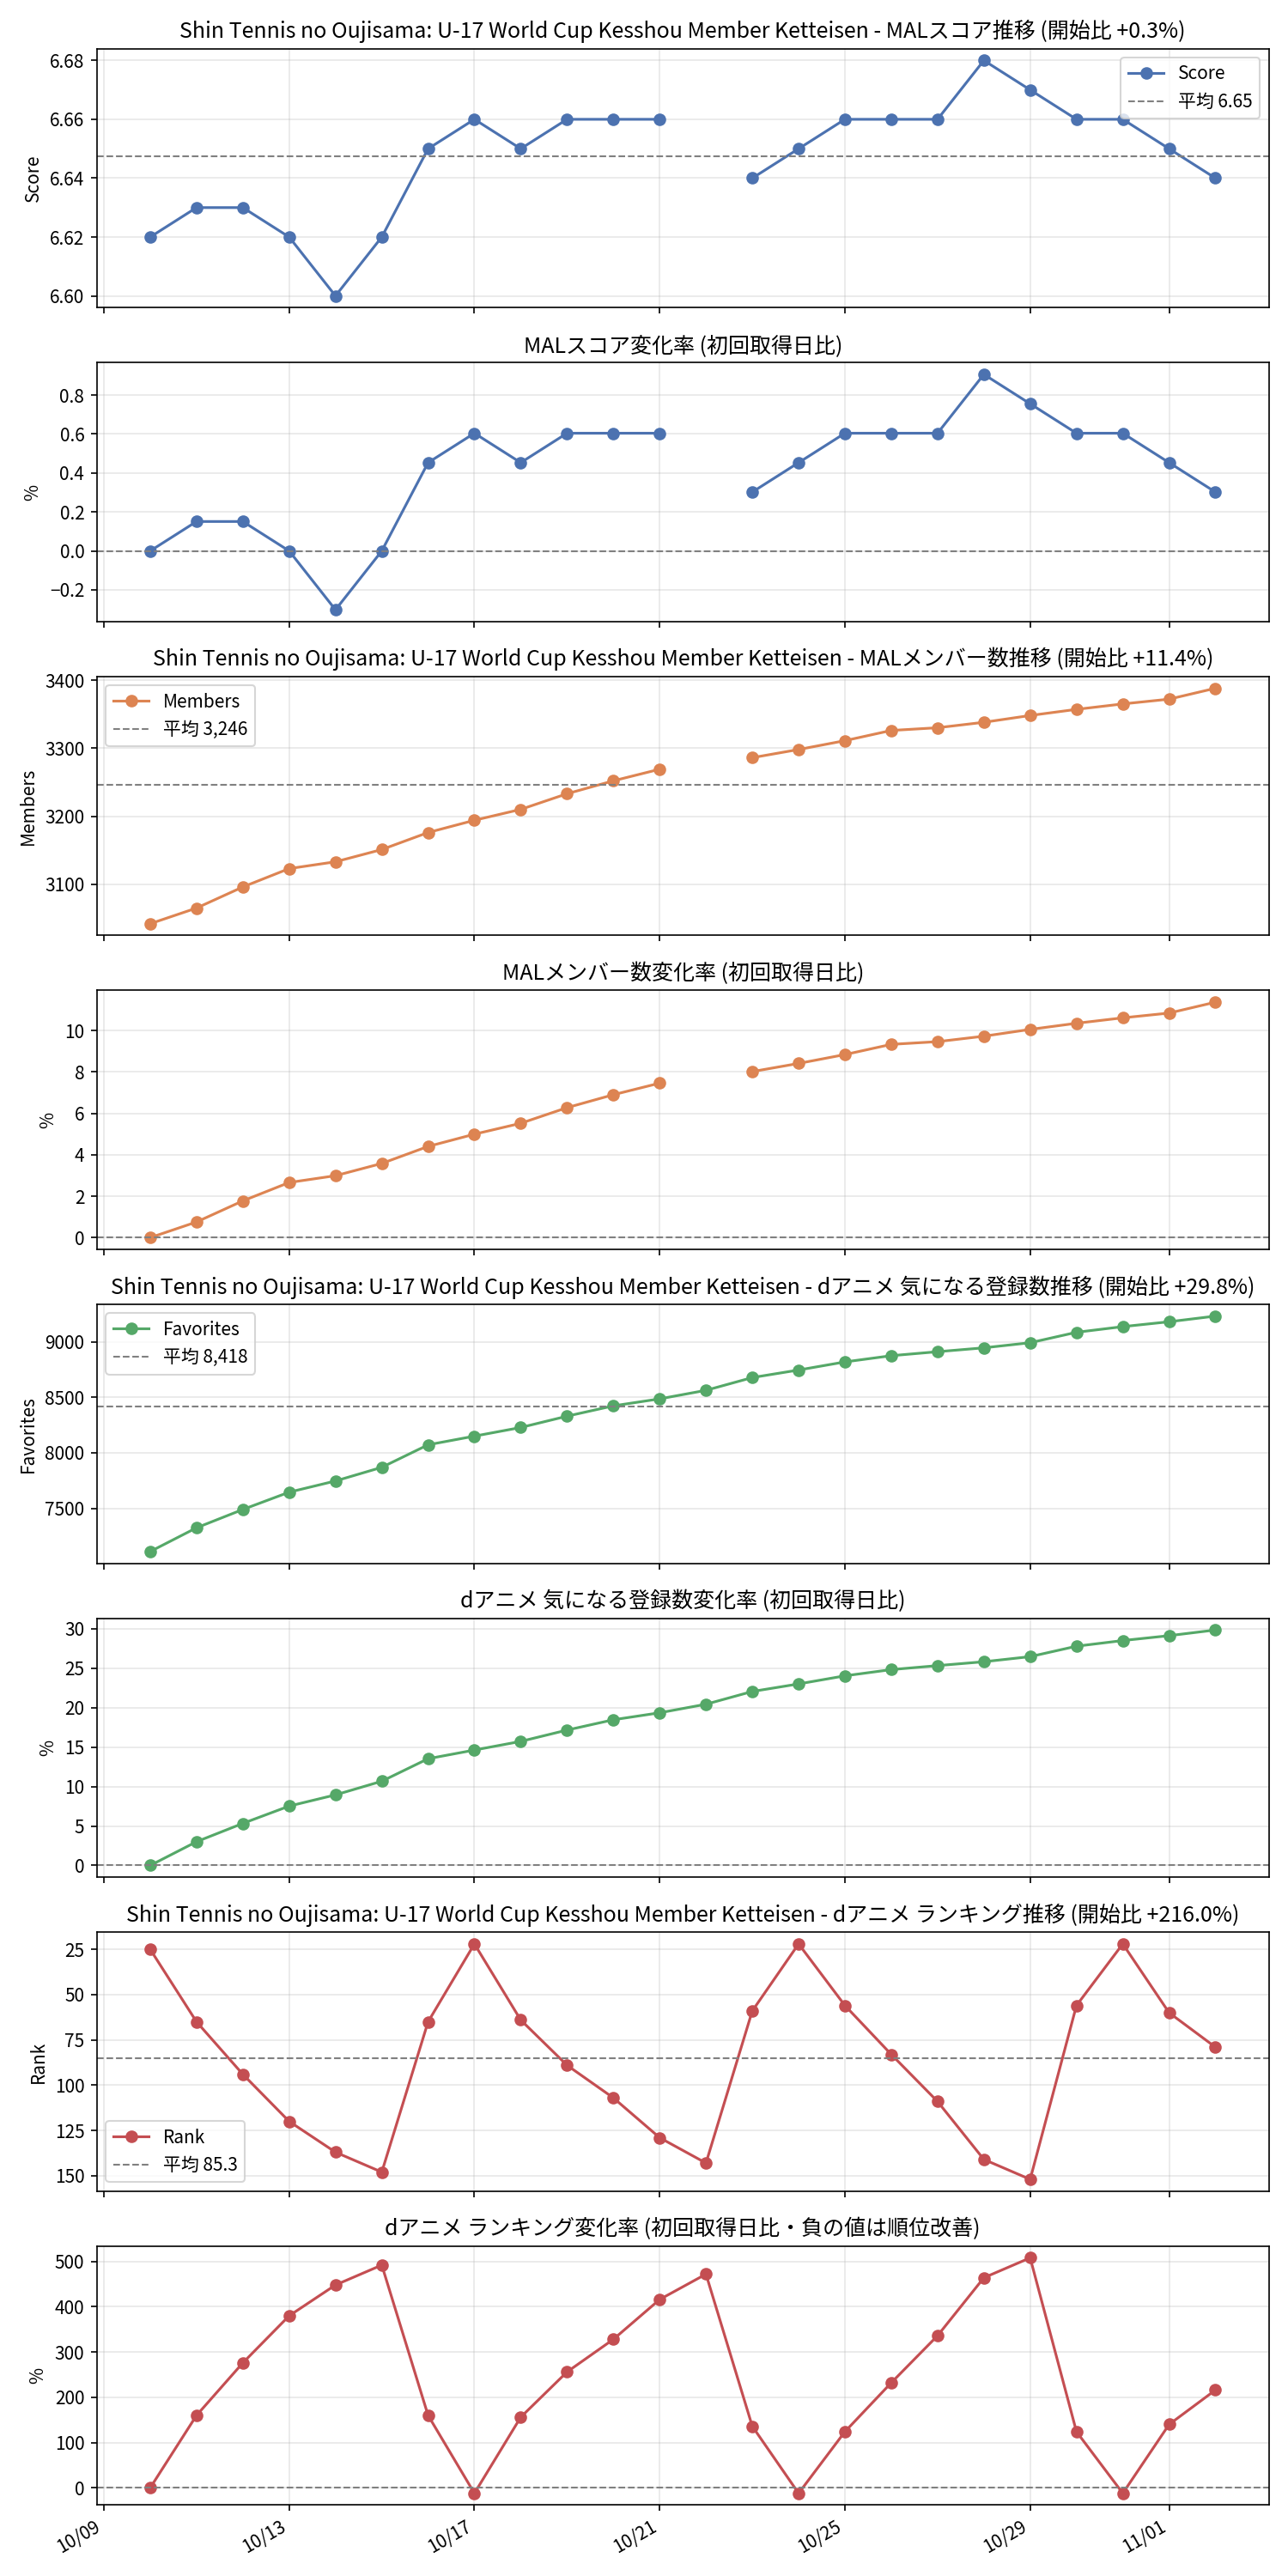 Shin Tennis no Oujisama: U-17 World Cup Kesshou Member Ketteisen - MALスコア推移 (開始比 +0.3%)
6.68
6.66
6.64
6.62
6.60
Score
Score
平均 6.65
MALスコア変化率 (初回取得日比)
0.8
0.6
0.4
0.2
0.0
−0.2
%
Shin Tennis no Oujisama: U-17 World Cup Kesshou Member Ketteisen - MALメンバー数推移 (開始比 +11.4%)
3400
3300
3200
3100
Members
Members
平均 3,246
MALメンバー数変化率 (初回取得日比)
10
8
6
4
2
0
%
Shin Tennis no Oujisama: U-17 World Cup Kesshou Member Ketteisen - dアニメ 気になる登録数推移 (開始比 +29.8%)
9000
8500
8000
7500
Favorites
Favorites
平均 8,418
dアニメ 気になる登録数変化率 (初回取得日比)
30
25
20
15
10
5
0
%
Shin Tennis no Oujisama: U-17 World Cup Kesshou Member Ketteisen - dアニメ ランキング推移 (開始比 +216.0%)
25
50
75
100
125
150
Rank
Rank
平均 85.3
dアニメ ランキング変化率 (初回取得日比・負の値は順位改善)
500
400
300
200
100
0
%
10/09
10/13
10/17
10/21
10/25
10/29
11/01